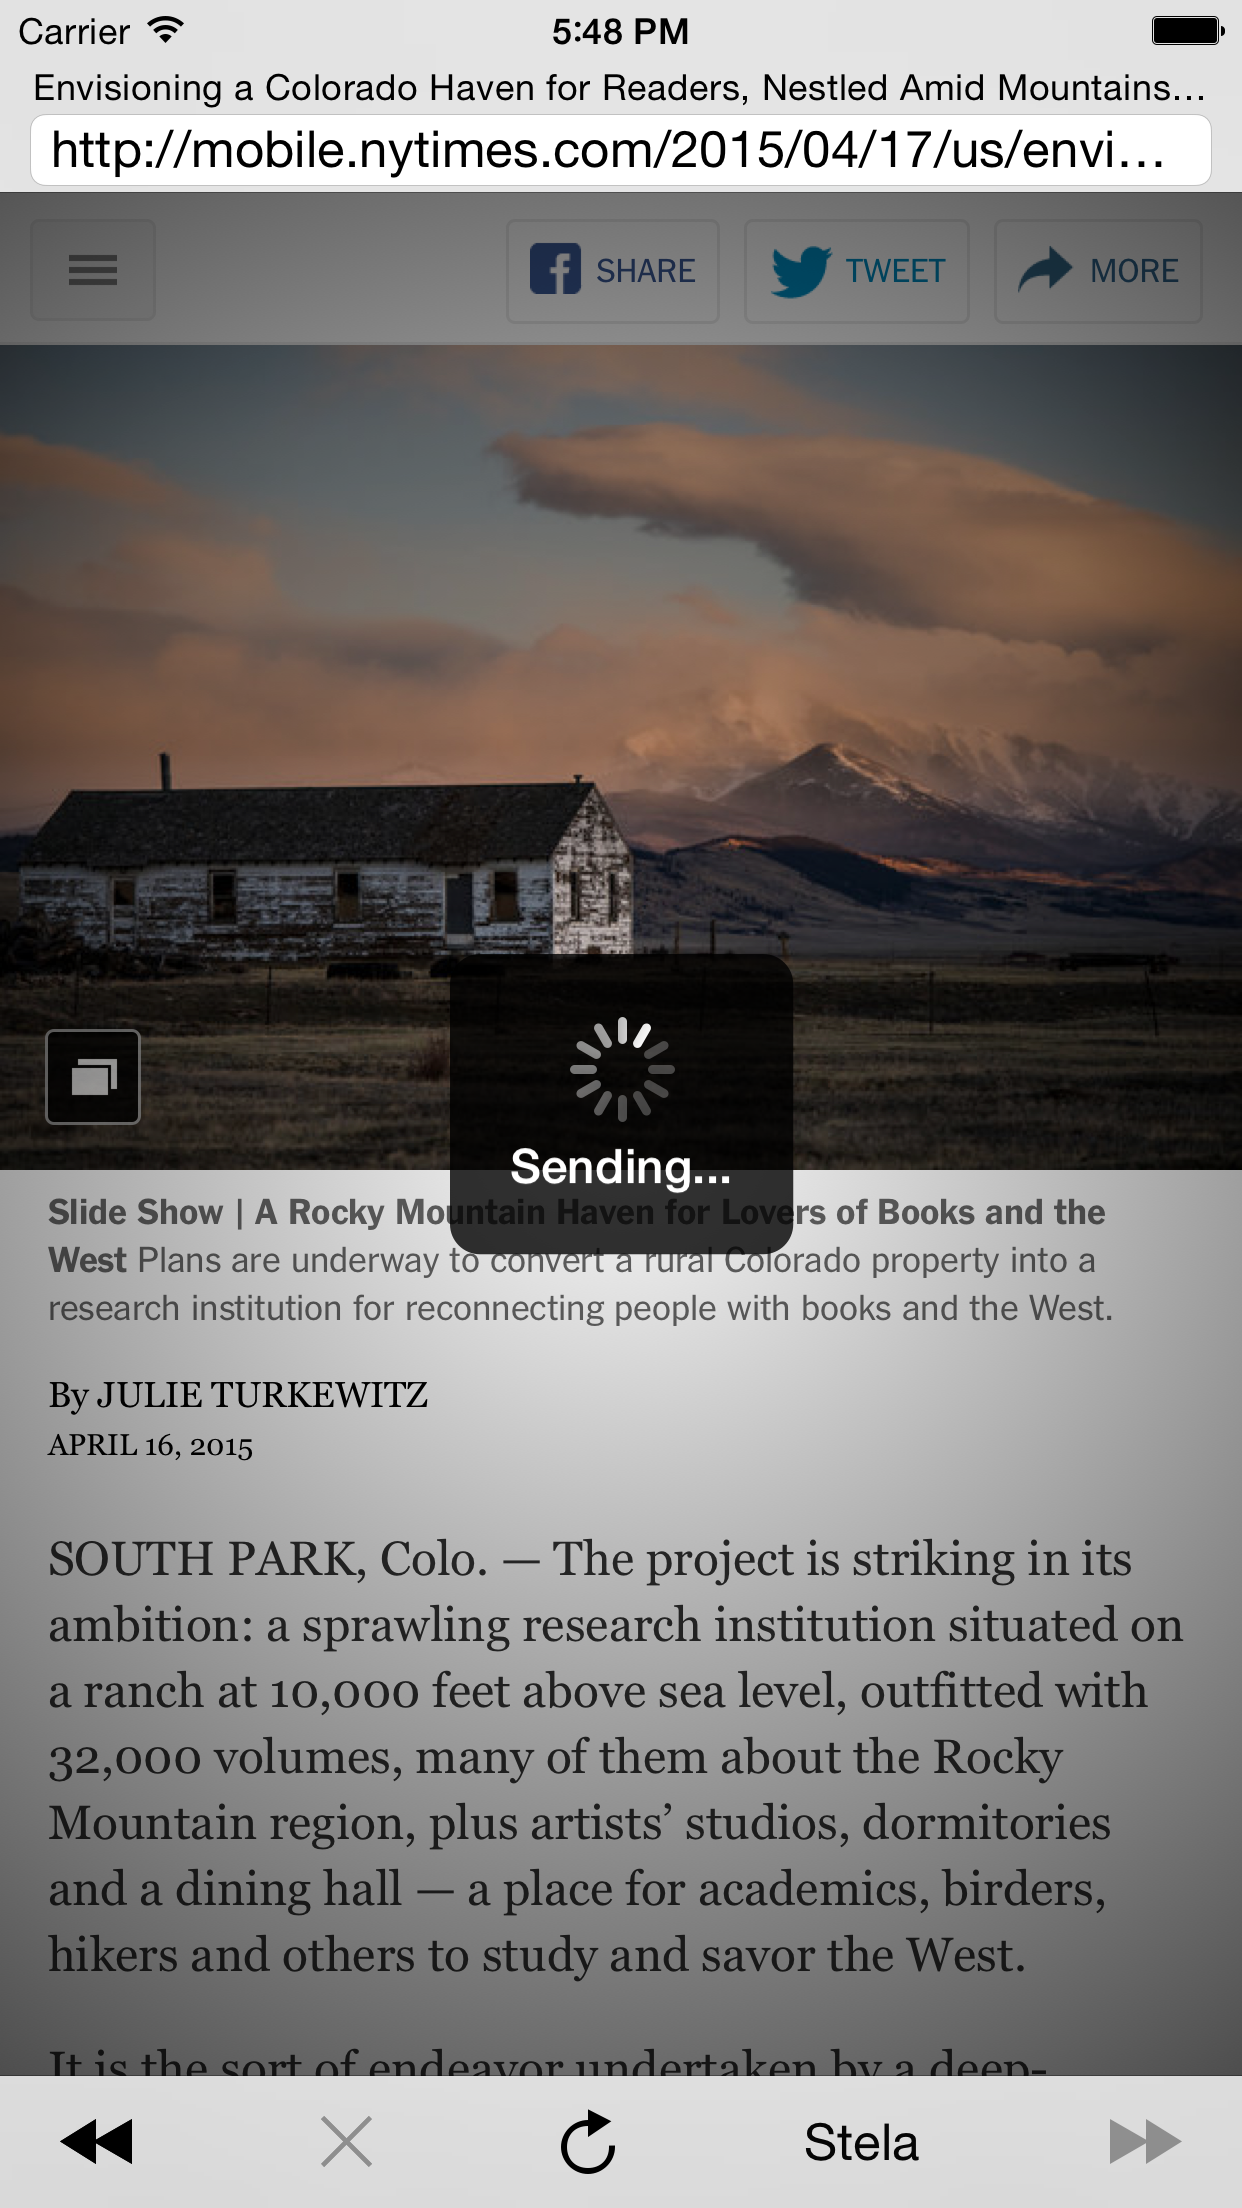 Carrier 5:48 PM
Envisioning a Colorado Haven for Readers, Nestled Amid Mountains...
http://mobile.nytimes.com/2015/04/17/us/envi...
SHARE TWEET MORE
Sending...
Slide Show | A Rocky Mountain Haven for Lovers of Books and the
West Plans are underway to convert a rural Colorado property into a
research institution for reconnecting people with books and the West.
By JULIE TURKEWITZ
APRIL 16, 2015
SOUTH PARK, Colo. — The project is striking in its
ambition: a sprawling research institution situated on
a ranch at 10,000 feet above sea level, outfitted with
32,000 volumes, many of them about the Rocky
Mountain region, plus artists’ studios, dormitories
and a dining hall — a place for academics, birders,
hikers and others to study and savor the West.
It is the sort of endeavor undertaken by a deep-
Stela